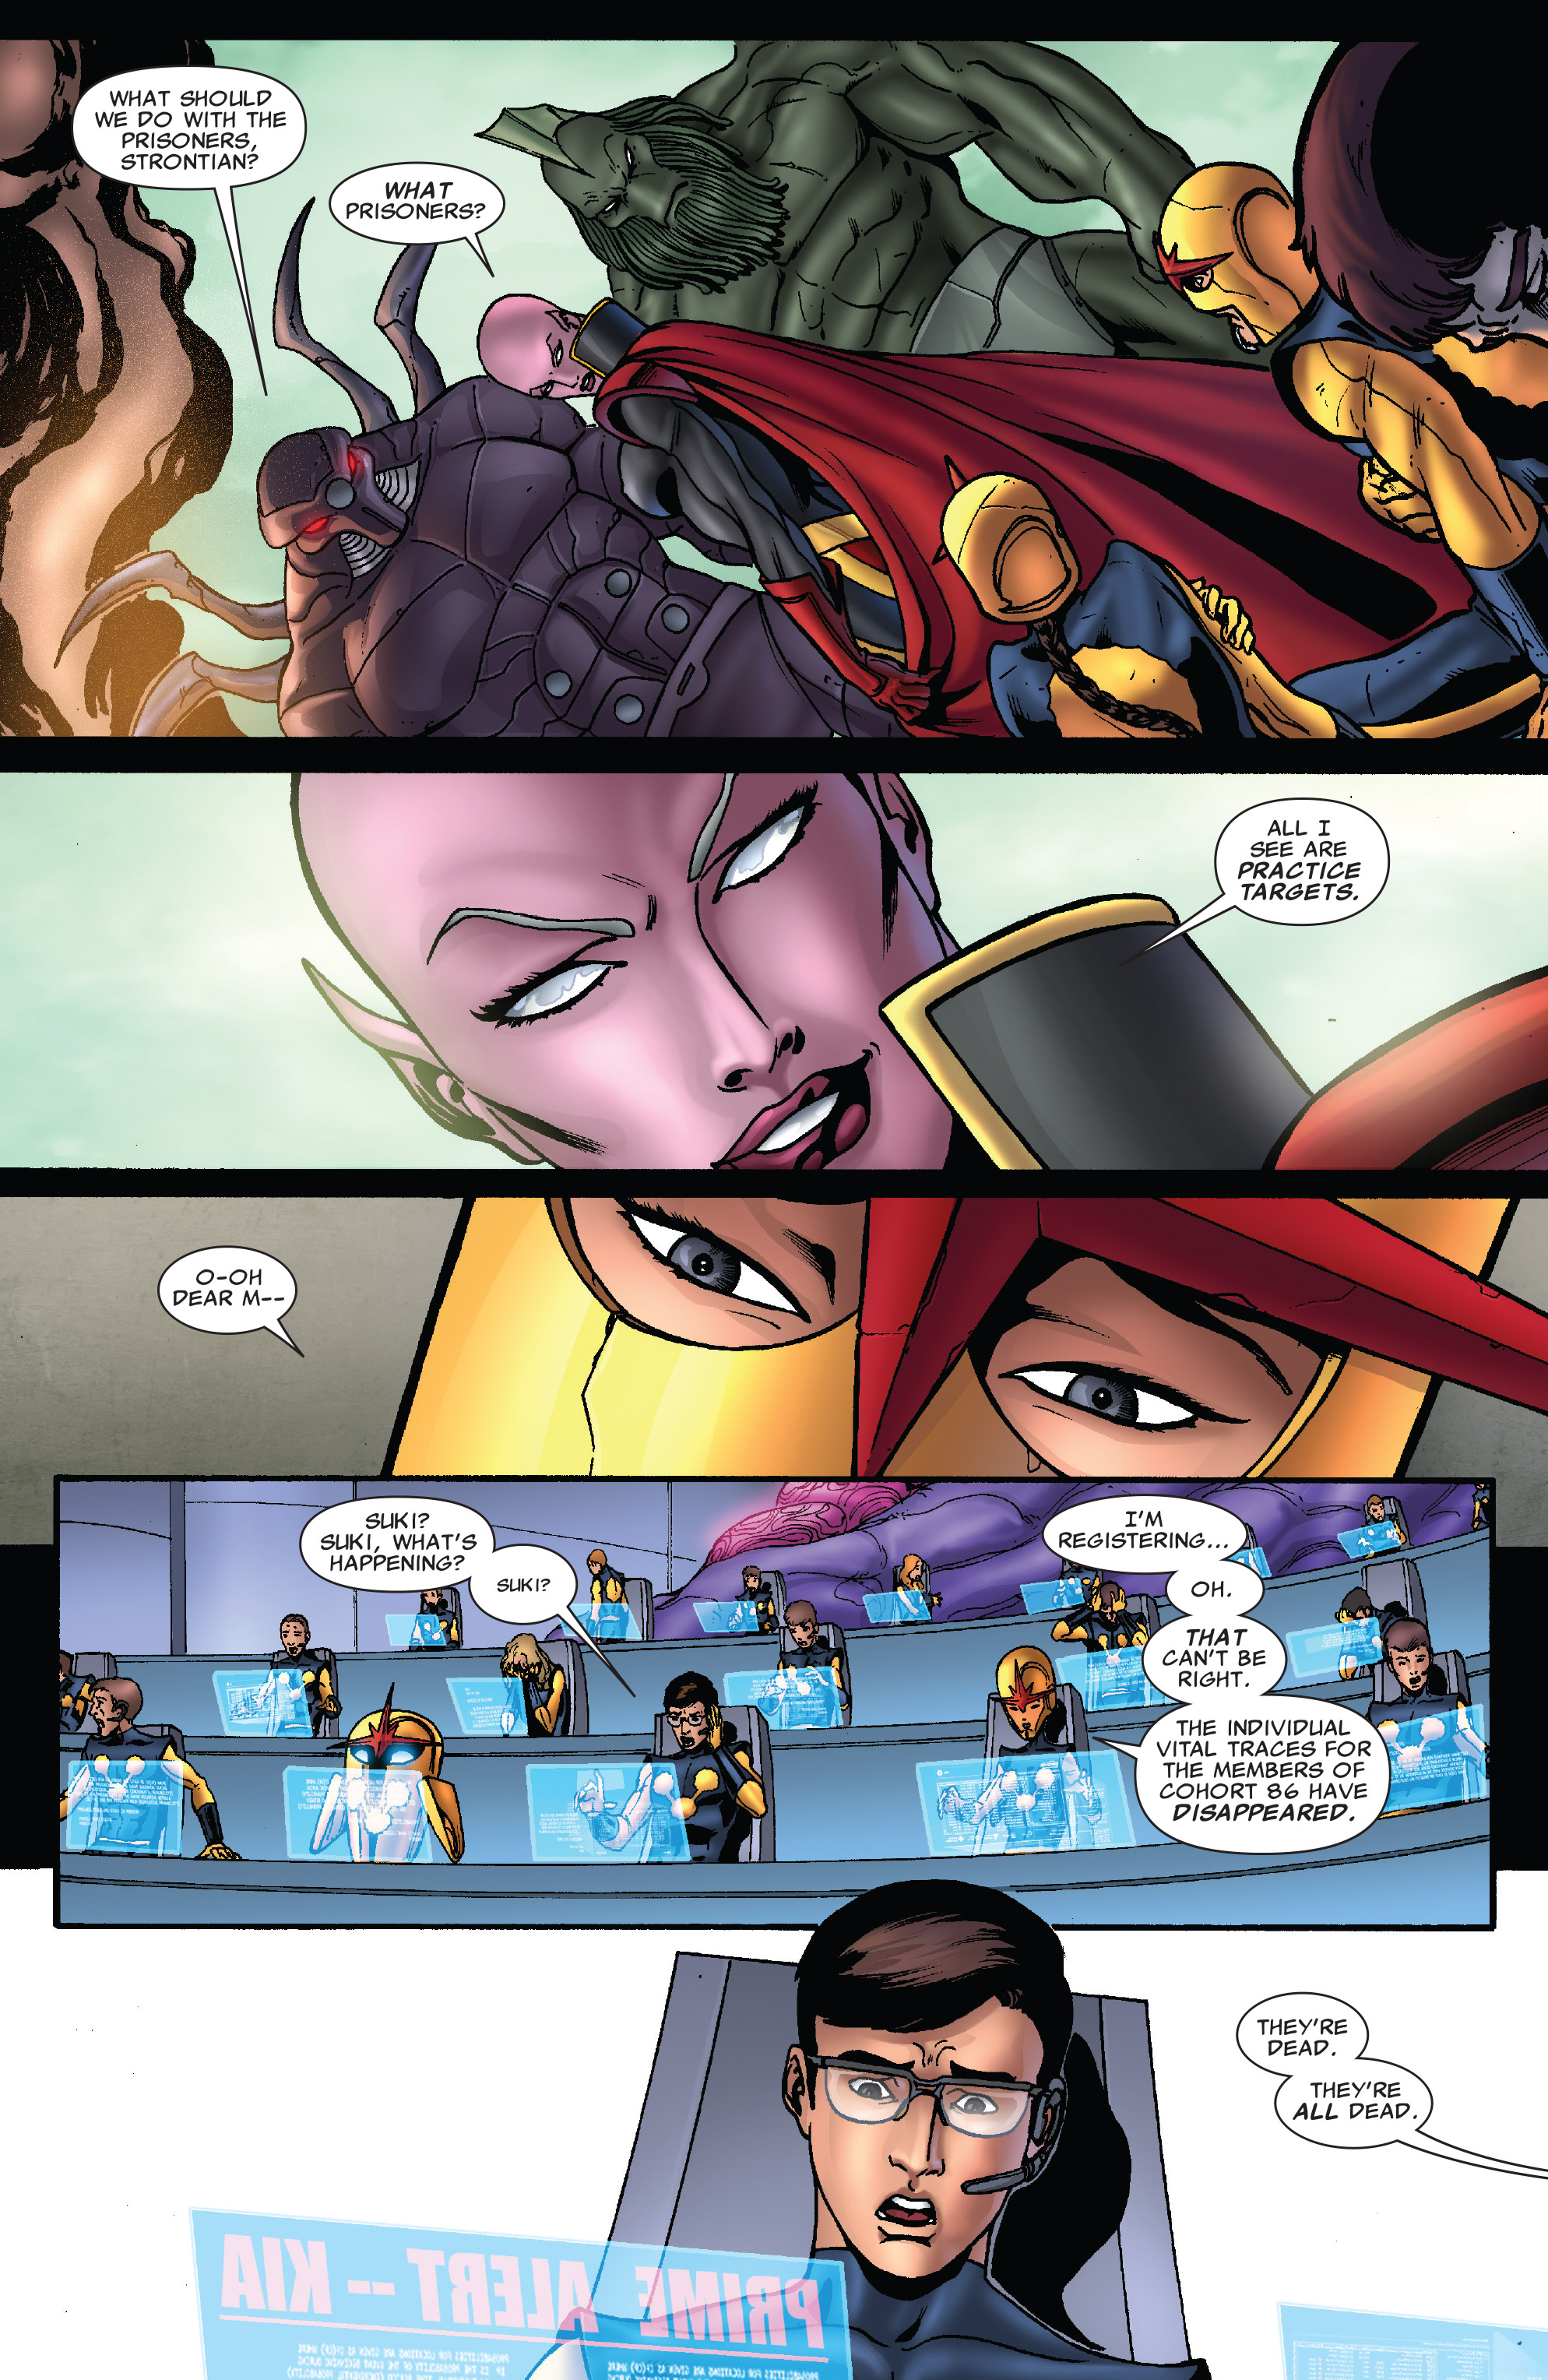 WHAT SHOULD
WE DO WITH THE
PRISONERS,
STRONTIAN?
WHAT
PRISONERS?
ALL I
SEE ARE
PRACTICE
TARGETS.
O-OH
DEAR M--
SUKI?
SUKI, WHAT'S
HAPPENING?
SUKI?
I'M
REGISTERING...
OH.
THAT
CAN'T BE
RIGHT.
THE INDIVIDUAL
VITAL TRACES FOR
THE MEMBERS OF
COHORT 86 HAVE
DISAPPEARED.
THEY'RE
DEAD.
THEY'RE
ALL DEAD.
PRIME ALERT -- KIA